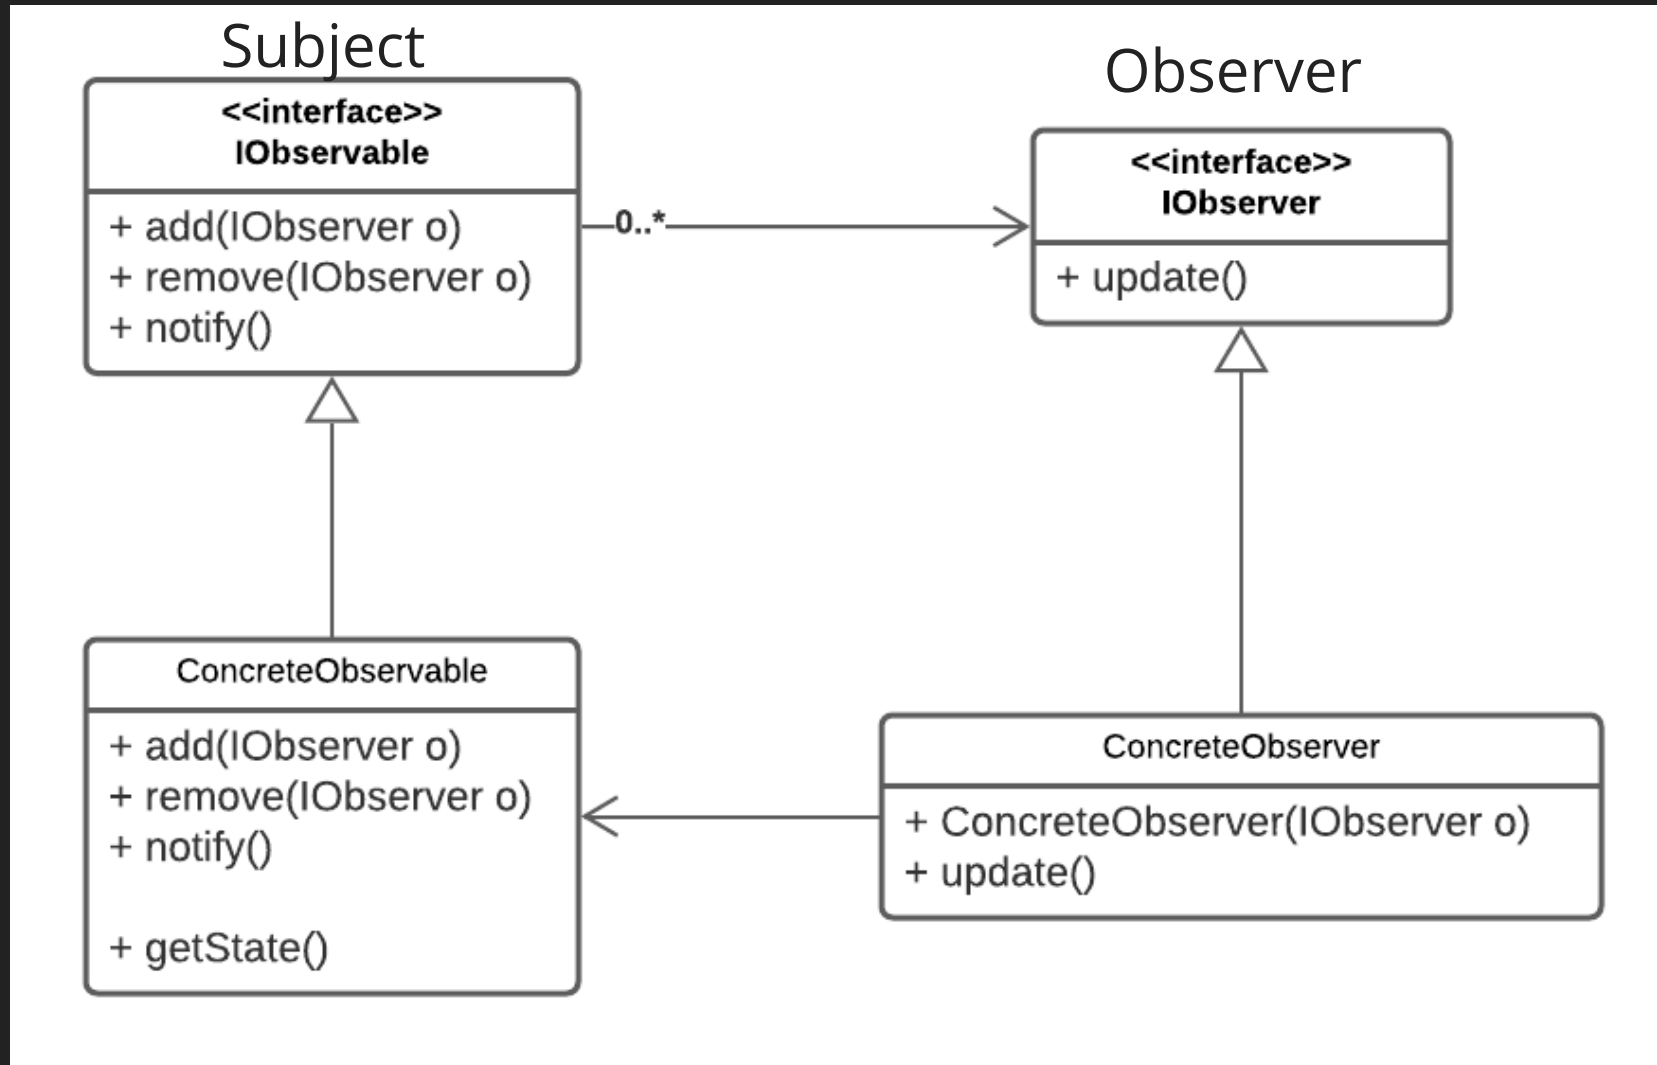 Subject
<<interface>>
IObservable
+ add(IObserver o)
+ remove(IObserver o)
+ notify()
0..*
Observer
<<interface>>
IObserver
+ update()
ConcreteObservable
+ add(IObserver o)
+ remove(IObserver o)
+ notify()
+ getState()
ConcreteObserver
+ ConcreteObserver(IObserver o)
+ update()